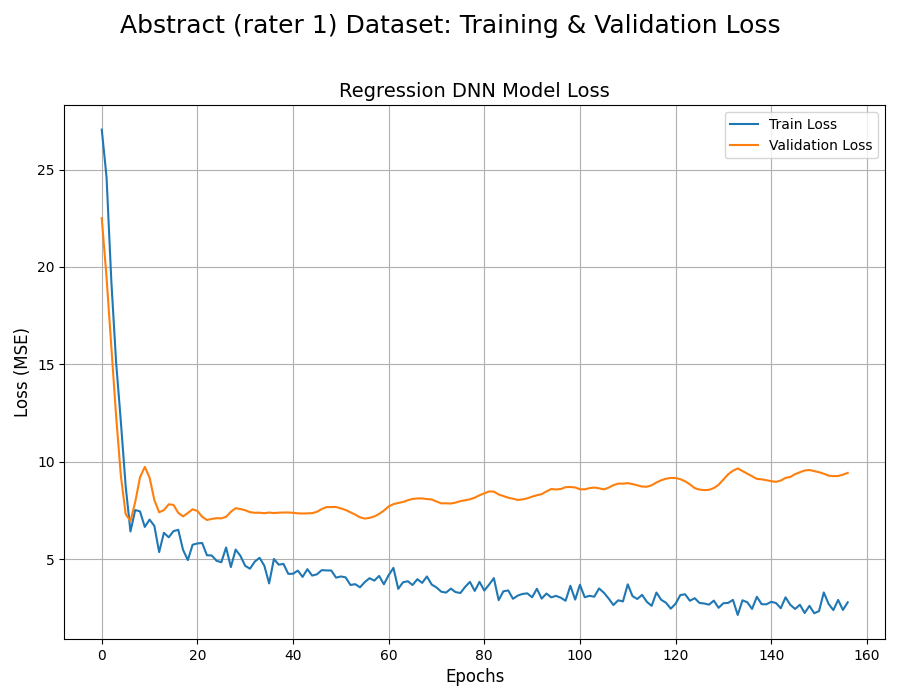 Abstract (rater 1) Dataset: Training & Validation Loss
Regression DNN Model Loss
Train Loss
Validation Loss
25
20
15
10
5
Loss (MSE)
0
20
40
60
80
100
120
140
160
Epochs